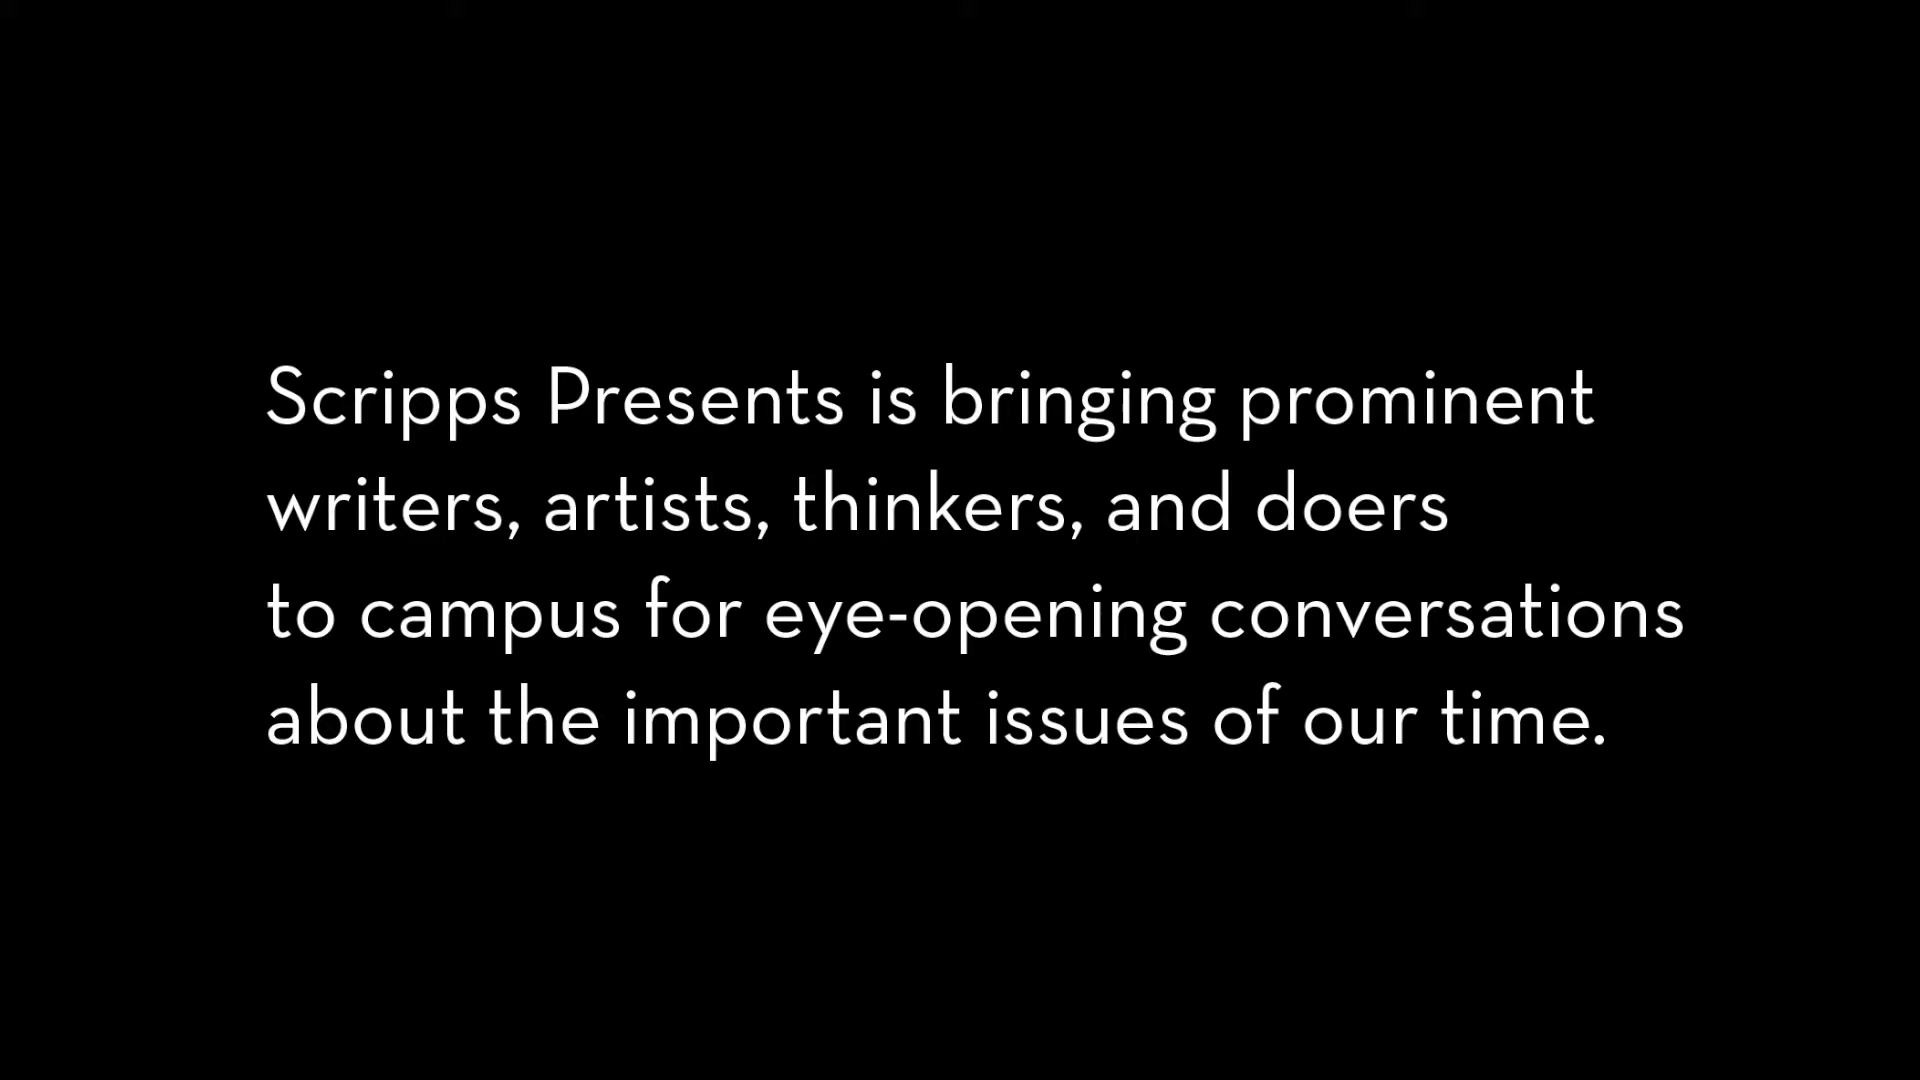 Scripps Presents is bringing prominent
writers, artists, thinkers, and doers
to campus for eye-opening conversations
about the important issues of our time.